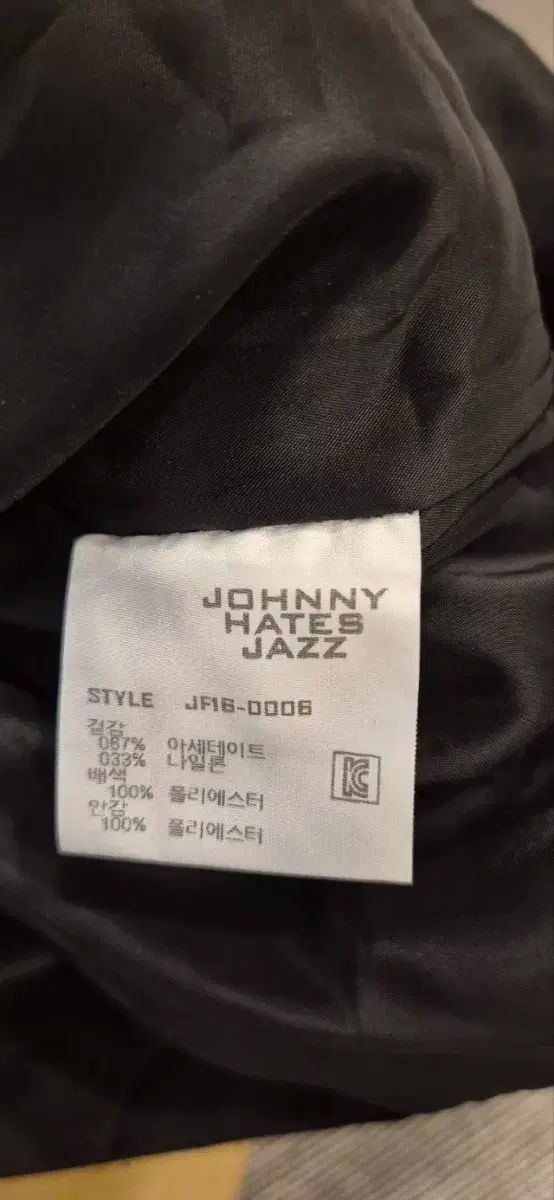 JOHNNY
HATES
JAZZ
STYLE JF16-0006
겉감
067% 아세테이트
033% 나일론
배색
100% 폴리에스터
안감
100% 폴리에스터